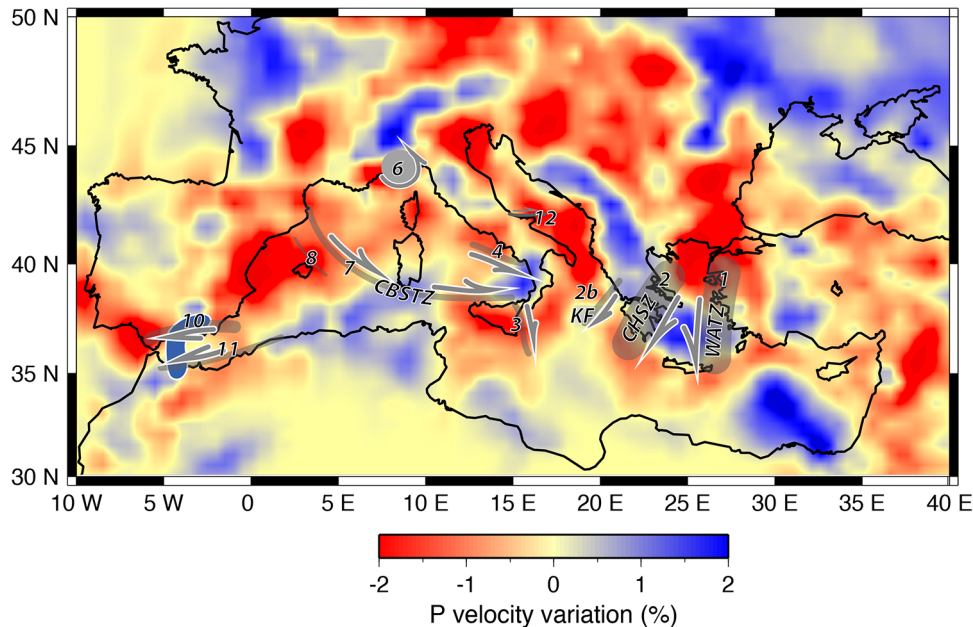 50 N
45 N
40 N
35 N
30 N
6
12
4
8
7
CBSTZ
2b
KF
3
CHSZ
2
1
WATZ
10
11
10 W
5 W
0
5 E
10 E
15 E
20 E
25 E
30 E
35 E
40 E
-2
-1
0
1
2
P velocity variation (%)